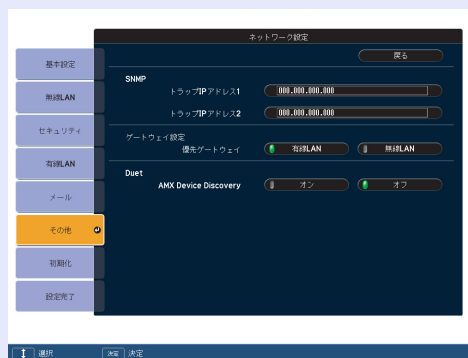 ネットワーク設定
戻る
基本設定
無線LAN
セキュリティ
有線LAN
メール
その他
初期化
設定完了
SNMP
トラップIPアドレス1 000.000.000.000
トラップIPアドレス2 000.000.000.000
ゲートウェイ設定
優先ゲートウェイ 有線LAN 無線LAN
Duet
AMX Device Discovery オン オフ
選択 決定 決定